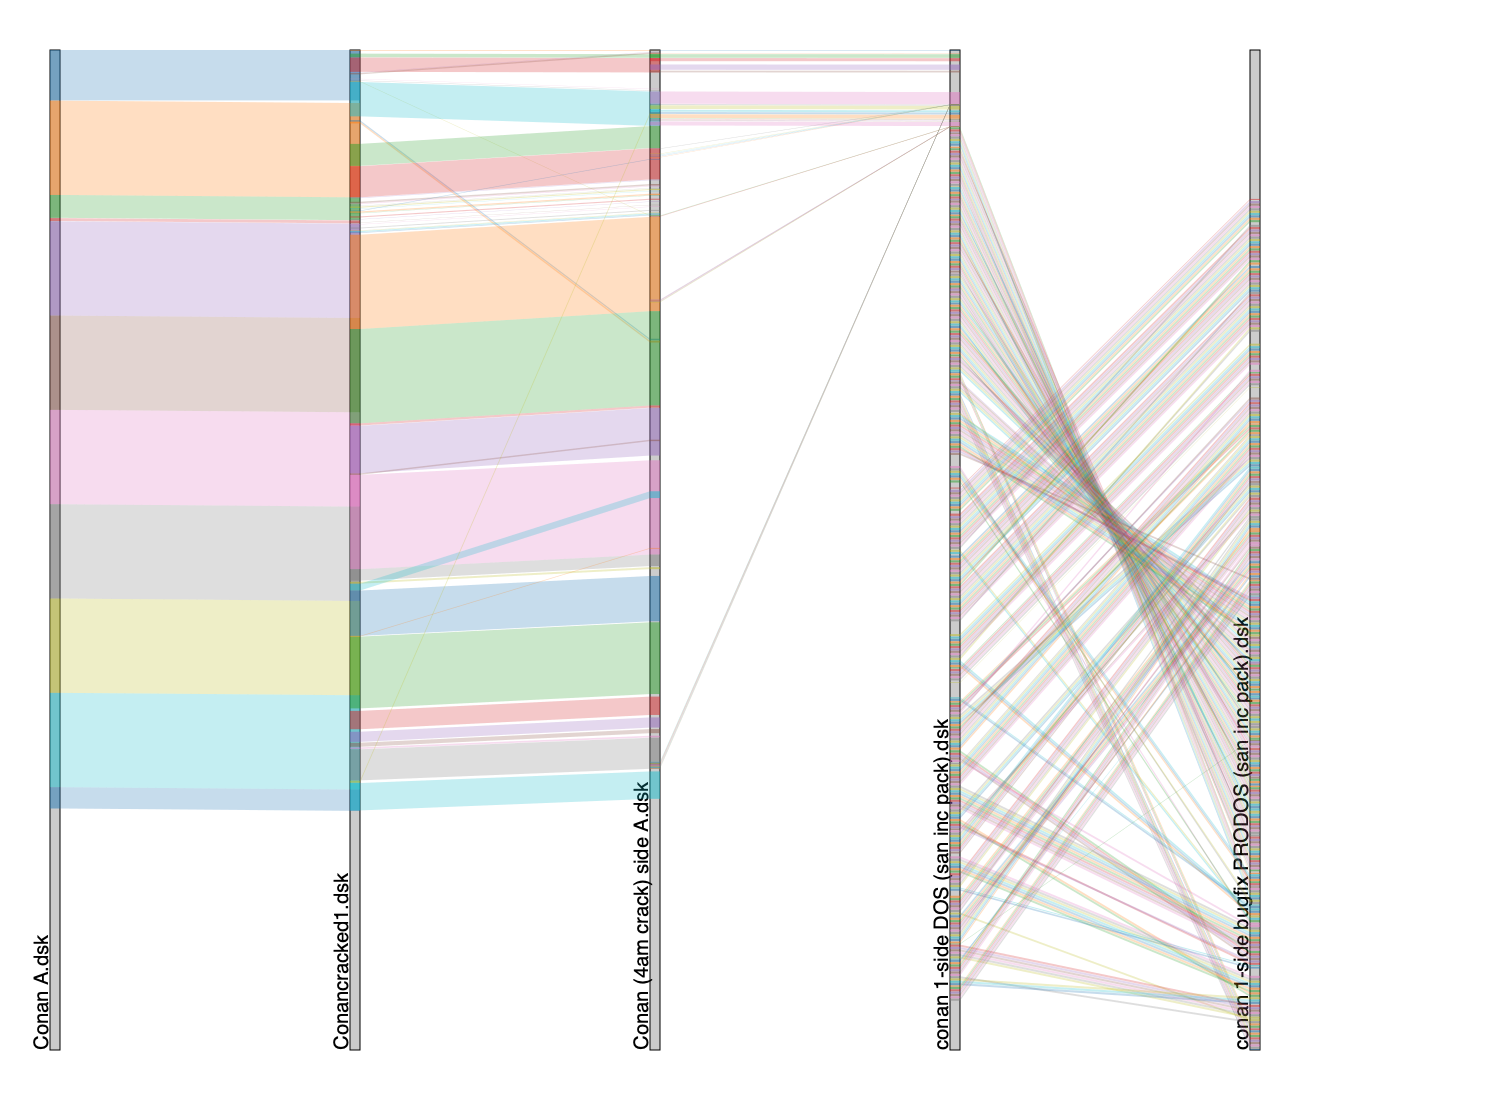 Conan A.dsk
Conancracked1.dsk
Conan (4am crack) side A.dsk
conan 1-side DOS (san inc pack).dsk
conan 1-side bugfix PRODOS (san inc pack).dsk